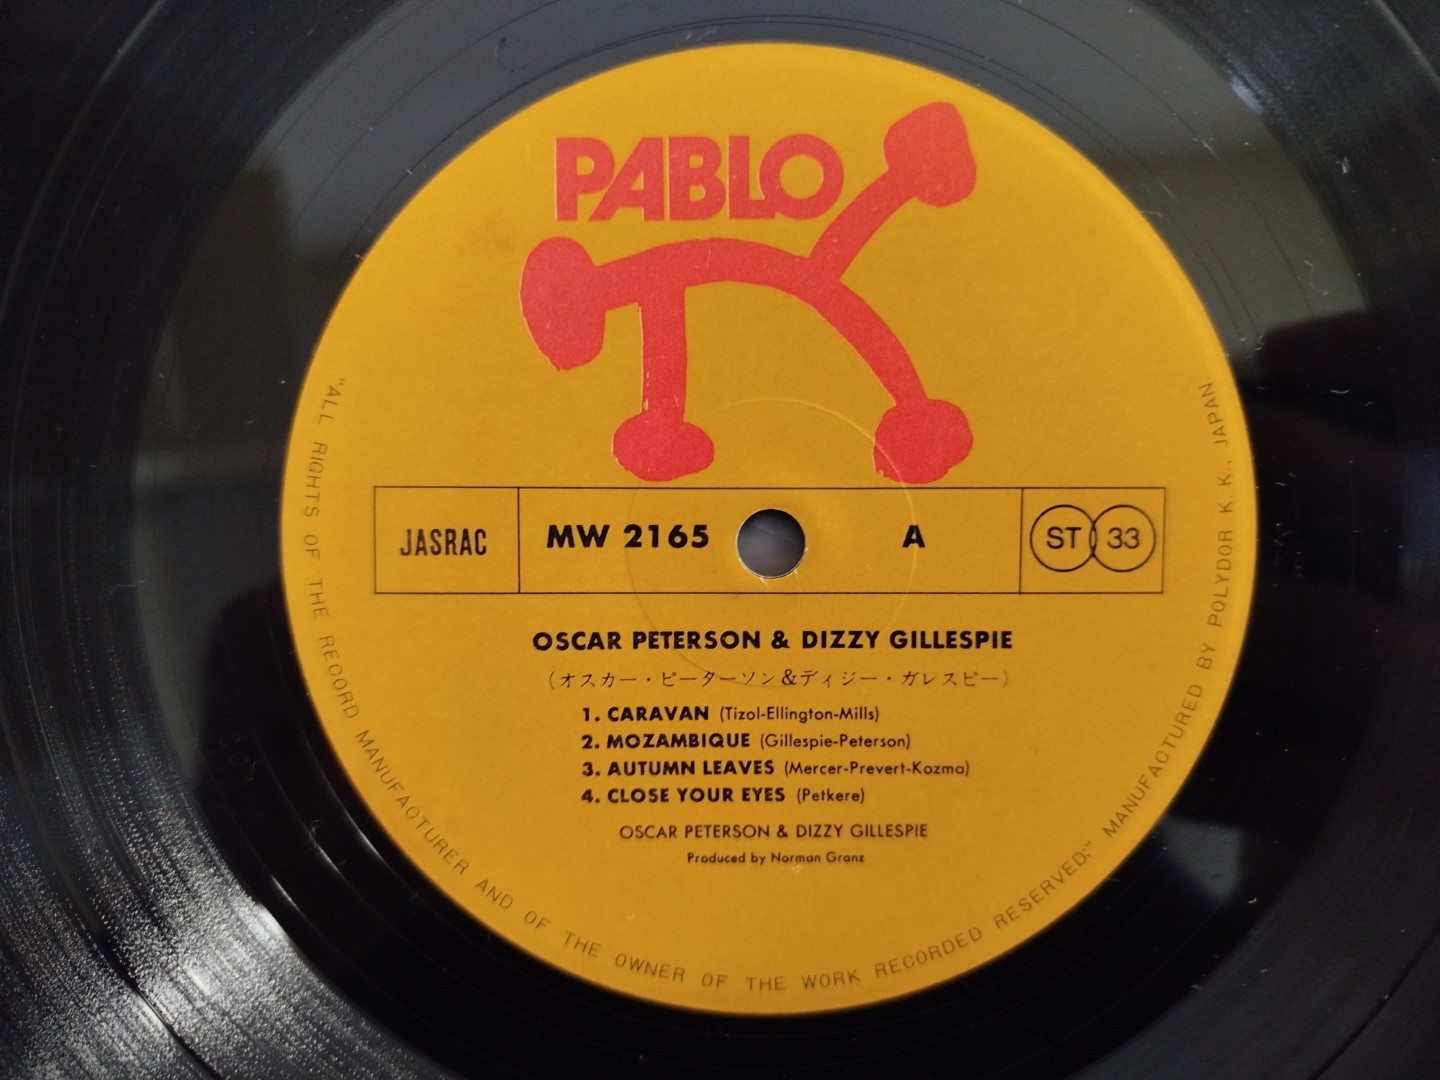 PABLO
JASRAC
MW 2165
A
ST 33
OSCAR PETERSON & DIZZY GILLESPIE
(オスカー・ピーターソン&ディジー・ガレスピー)
1. CARAVAN (Tizol-Ellington-Mills)
2. MOZAMBIQUE (Gillespie-Peterson)
3. AUTUMN LEAVES (Mercer-Prevert-Kozma)
4. CLOSE YOUR EYES (Petkere)
OSCAR PETERSON & DIZZY GILLESPIE
Produced by Norman Granz
"ALL RIGHTS OF THE RECORD MANUFACTURER AND OF THE OWNER OF THE WORK RECORDED RESERVED." MANUFACTURED BY POLYDOR K. K., JAPAN.